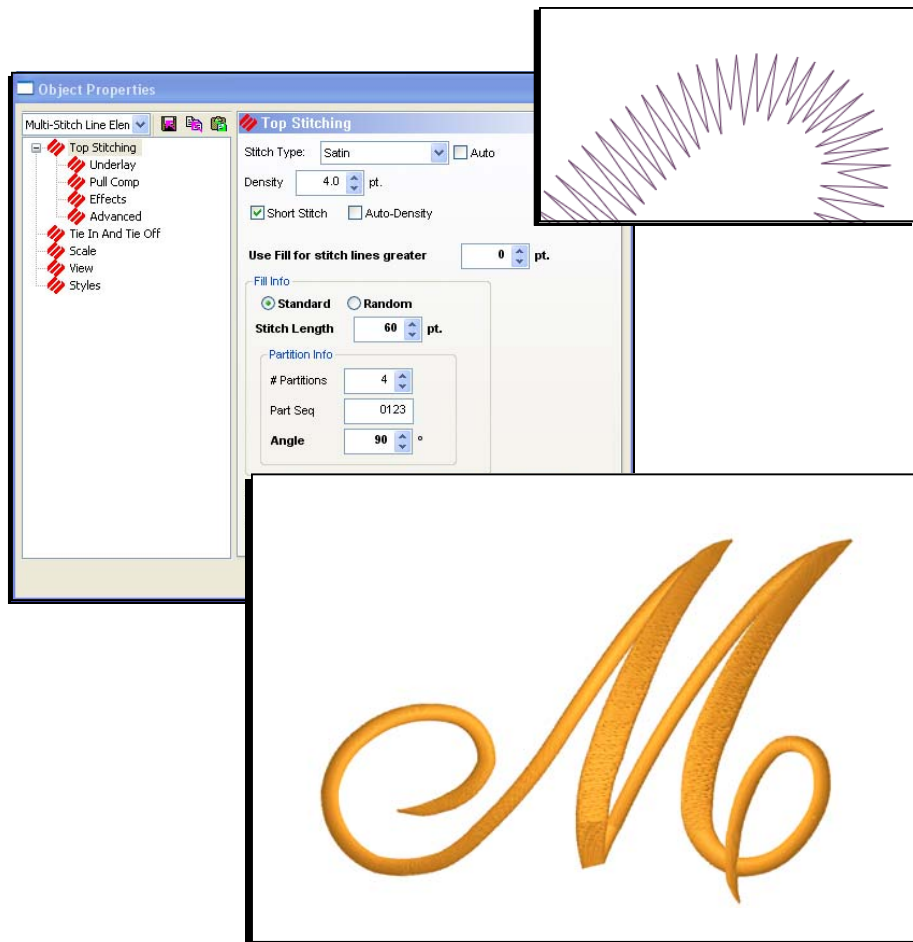 Object Properties
Multi-Stitch Line Elen
Top Stitching
Underlay
Pull Comp
Effects
Advanced
Tie In And Tie Off
Scale
View
Styles
Top Stitching
Stitch Type: Satin Auto
Density 4.0 pt.
Short Stitch Auto-Density
Use Fill for stitch lines greater 0 pt.
Fill Info
Standard Random
Stitch Length 60 pt.
Partition Info
# Partitions 4
Part Seq 0123
Angle 90 °
M